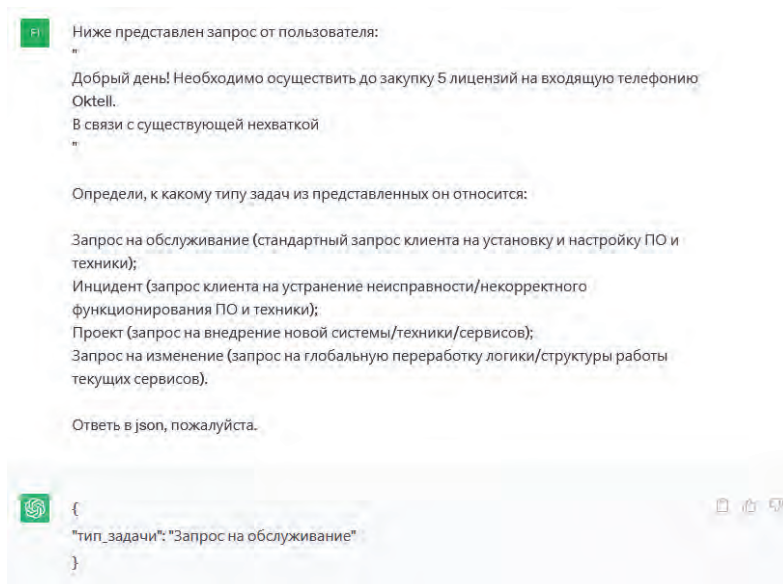 FI
Ниже представлен запрос от пользователя:
"
Добрый день! Необходимо осуществить до закупку 5 лицензий на входящую телефонию
Oktell.
В связи с существующей нехваткой
"
Определи, к какому типу задач из представленных он относится:
Запрос на обслуживание (стандартный запрос клиента на установку и настройку ПО и
техники);
Инцидент (запрос клиента на устранение неисправности/некорректного
функционирования ПО и техники);
Проект (запрос на внедрение новой системы/техники/сервисов);
Запрос на изменение (запрос на глобальную переработку логики/структуры работы
текущих сервисов).
Ответь в json, пожалуйста.
{
"тип_задачи": "Запрос на обслуживание"
}